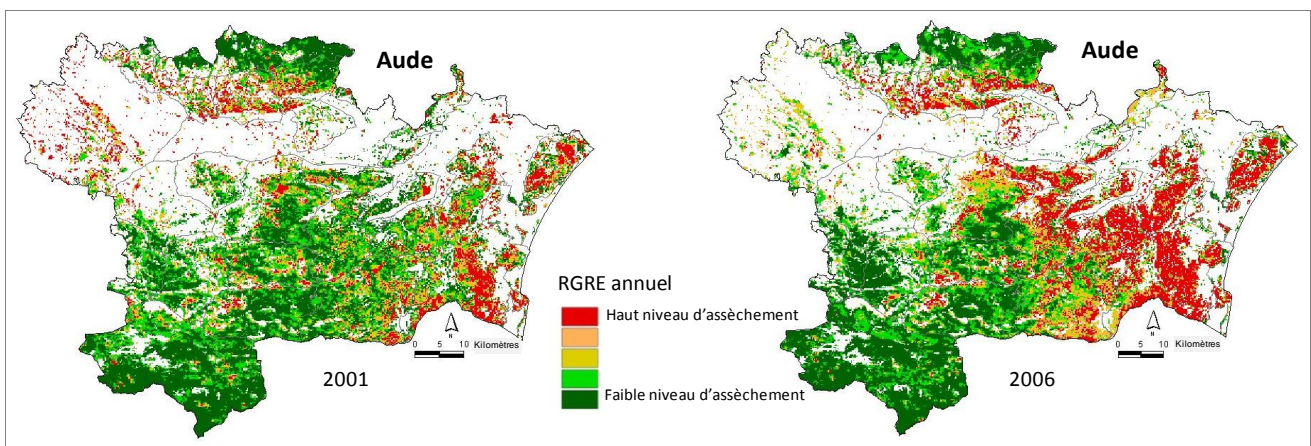 Aude
Aude
RGRE annuel
Haut niveau d'assèchement
Faible niveau d'assèchement
N
0 5 10 Kilomètres
2001
N
0 5 10 Kilomètres
2006